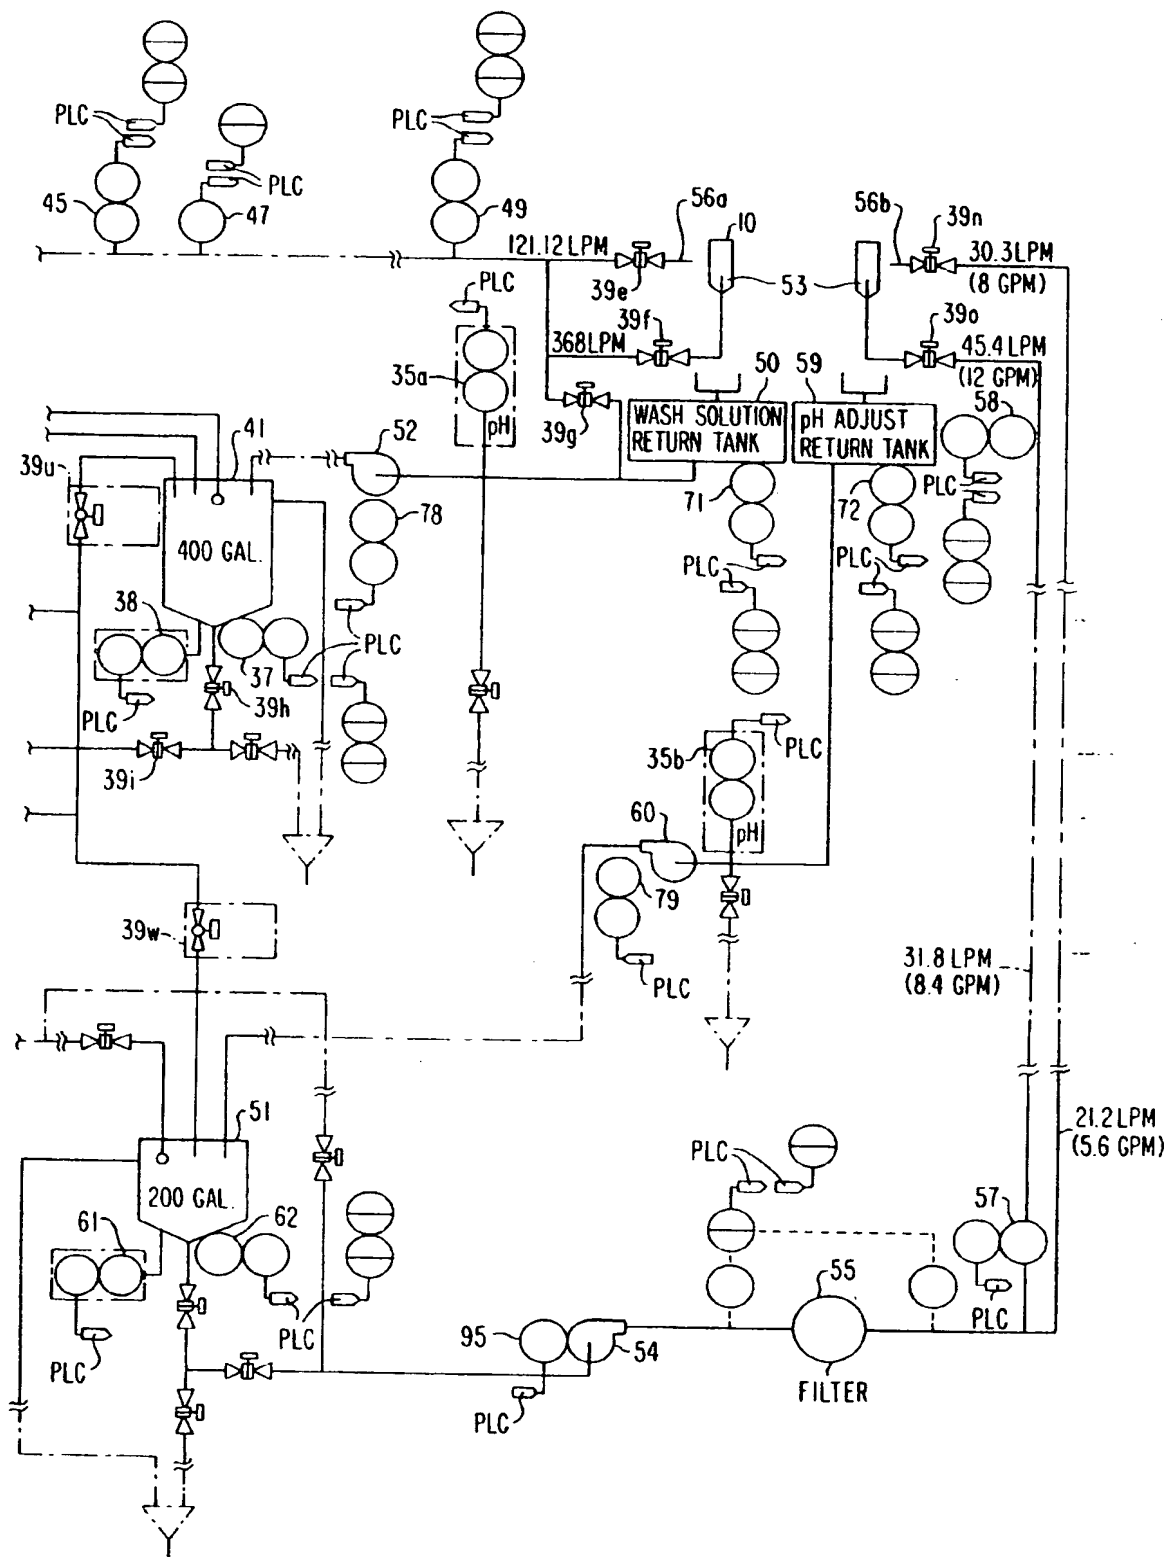 PLC
45
PLC
47
PLC
49
121.12 LPM
56a
10
56b
39n
30.3 LPM
(8 GPM)
39e
53
PLC
39f
39o
368 LPM
45.4 LPM
(12 GPM)
35a
pH
50
59
58
39g
WASH SOLUTION
RETURN TANK
pH ADJUST
RETURN TANK
41
52
39u
71
72
PLC
78
400 GAL.
PLC
PLC
38
37
PLC
39h
PLC
39i
35b
PLC
pH
60
79
39w
PLC
31.8 LPM
(8.4 GPM)
51
21.2 LPM
(5.6 GPM)
PLC
200 GAL.
62
61
57
55
PLC
PLC
PLC
95
54
PLC
FILTER